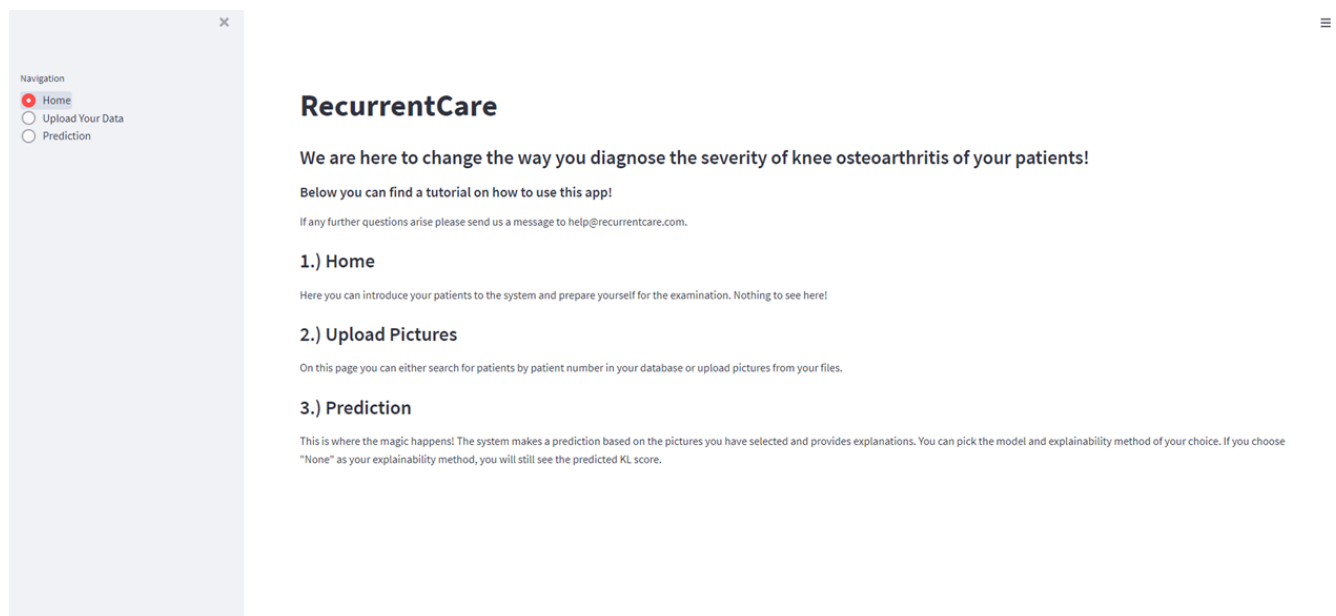 Navigation
Home
Upload Your Data
Prediction
RecurrentCare
We are here to change the way you diagnose the severity of knee osteoarthritis of your patients!
Below you can find a tutorial on how to use this app!
If any further questions arise please send us a message to help@recurrentcare.com.
1.) Home
Here you can introduce your patients to the system and prepare yourself for the examination. Nothing to see here!
2.) Upload Pictures
On this page you can either search for patients by patient number in your database or upload pictures from your files.
3.) Prediction
This is where the magic happens! The system makes a prediction based on the pictures you have selected and provides explanations. You can pick the model and explainability method of your choice. If you choose
"None" as your explainability method, you will still see the predicted KL score.